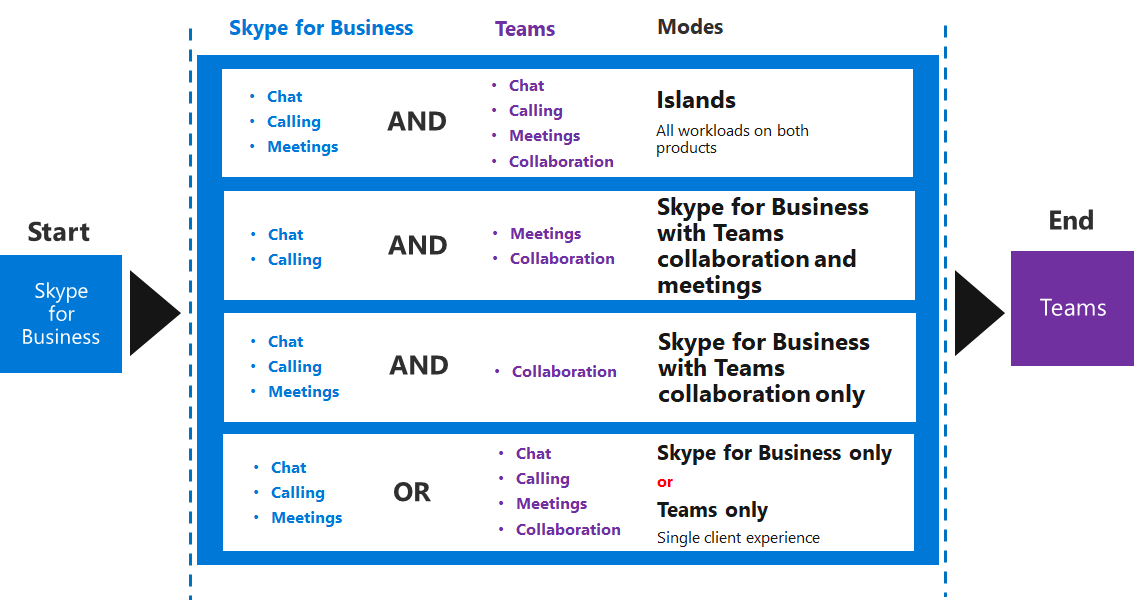 Skype for Business
Teams
Modes
Start
Skype
for
Business
• Chat
• Calling
• Meetings
AND
• Chat
• Calling
• Meetings
• Collaboration
Islands
All workloads on both
products
• Chat
• Calling
AND
• Meetings
• Collaboration
Skype for Business
with Teams
collaboration and
meetings
• Chat
• Calling
• Meetings
AND
• Collaboration
Skype for Business
with Teams
collaboration only
• Chat
• Calling
• Meetings
OR
• Chat
• Calling
• Meetings
• Collaboration
Skype for Business only
or
Teams only
Single client experience
End
Teams